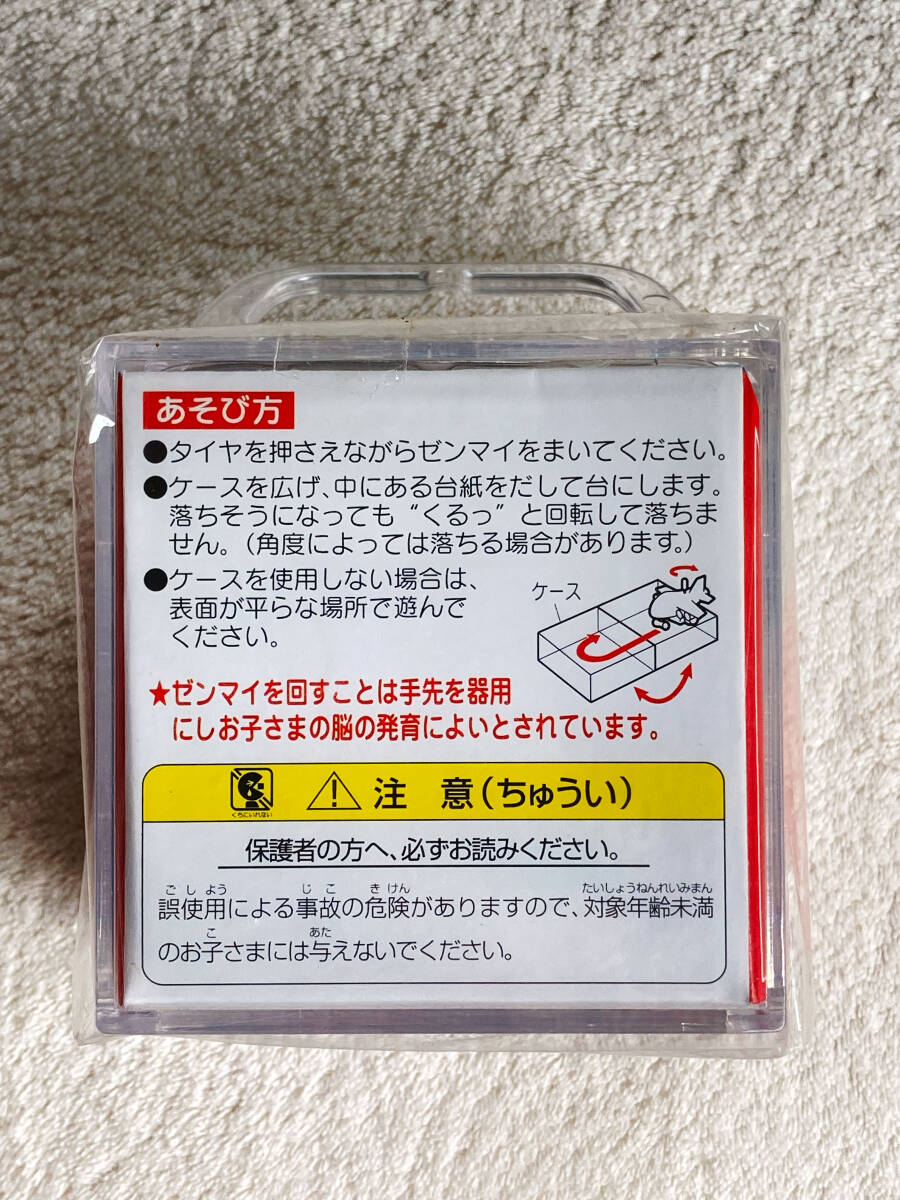 あそび方
●タイヤを押さえながらゼンマイをまいてください。
●ケースを広げ、中にある台紙をだして台にします。
落ちそうになっても“くるっ”と回転して落ちま
せん。(角度によっては落ちる場合があります。)
●ケースを使用しない場合は、
表面が平らな場所で遊んで
ください。
ケース
★ゼンマイを回すことは手先を器用
にしお子さまの脳の発育によいとされています。
くちにいれない
注 意(ちゅうい)
保護者の方へ、必ずお読みください。
ごしよう じこ きけん たいしょうねんれいみまん
誤使用による事故の危険がありますので、対象年齢未満
こ あた
のお子さまには与えないでください。